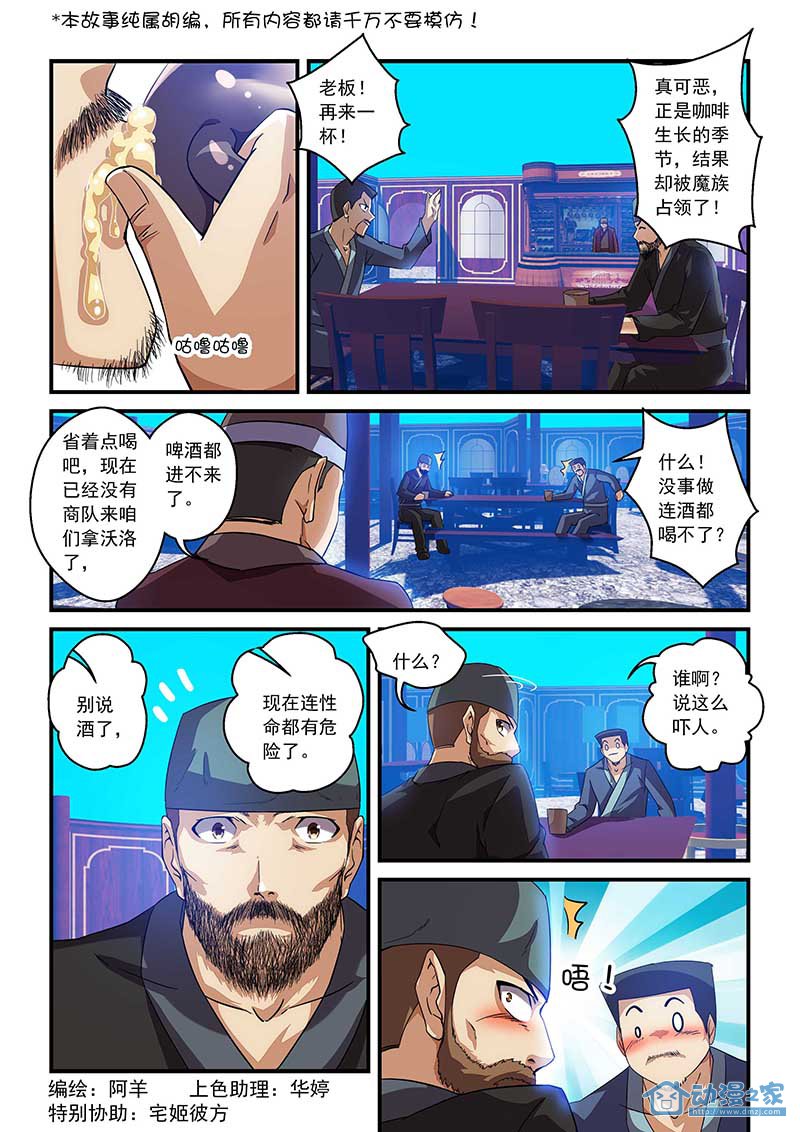 *本故事纯属胡编，所有内容都请千万不要模仿！
咕噜咕噜
老板！
再来一
杯！
真可恶，
正是咖啡
生长的季
节，结果
却被魔族
占领了！
省着点喝
吧，现在
已经没有
商队来咱
们拿沃洛
了，
啤酒都
进不来
了。
什么！
没事做
连酒都
喝不了？
别说
酒了，
现在连性
命都有危
险了。
什么？
谁啊？
说这么
吓人。
唔！
编绘：阿羊 上色助理：华婷
特别协助：宅姬彼方
动漫之家
http://www.dmzj.com